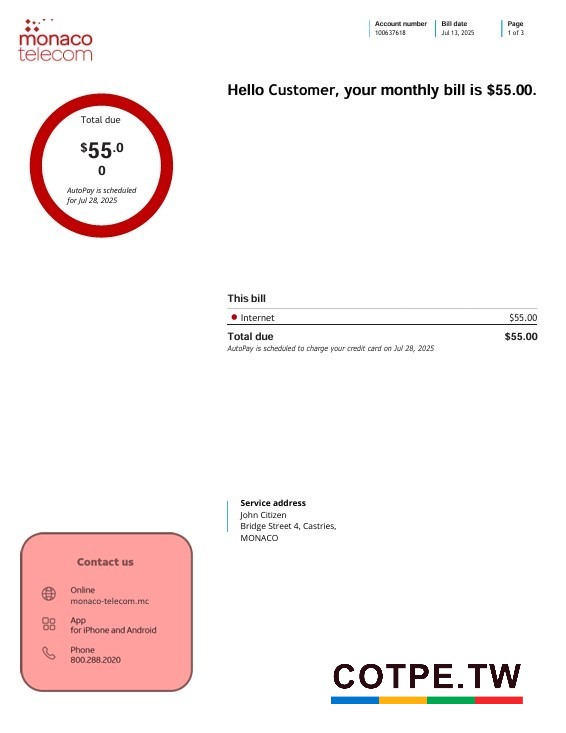 monaco
telecom
Account number
100637618
Bill date
Jul 13, 2025
Page
1 of 3
Hello Customer, your monthly bill is $55.00.
Total due
$55.0
0
AutoPay is scheduled
for Jul 28, 2025
This bill
Internet $55.00
Total due $55.00
AutoPay is scheduled to charge your credit card on Jul 28, 2025
Service address
John Citizen
Bridge Street 4, Castries,
MONACO
Contact us
Online
monaco-telecom.mc
App
for iPhone and Android
Phone
800.288.2020
COTPE.TW